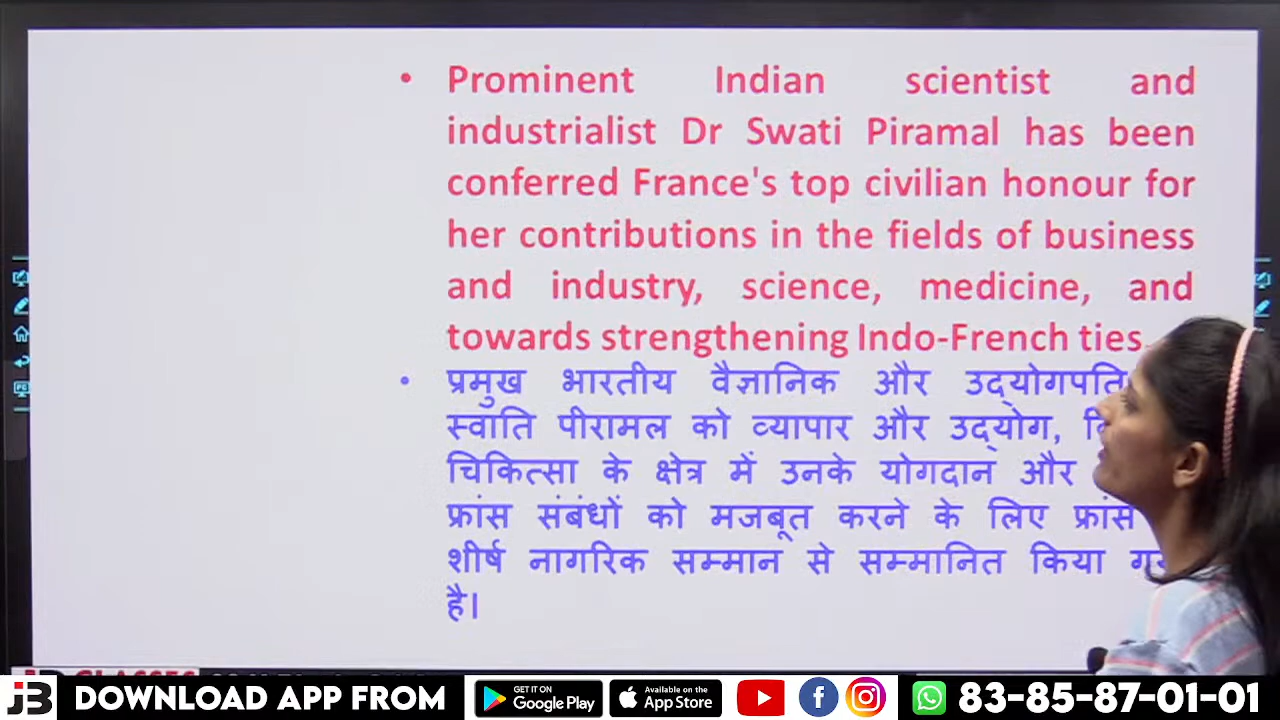 • Prominent Indian scientist and
industrialist Dr Swati Piramal has been
conferred France's top civilian honour for
her contributions in the fields of business
and industry, science, medicine, and
towards strengthening Indo-French ties
• प्रमुख भारतीय वैज्ञानिक और उद्योगपति
स्वाति पीरामल को व्यापार और उद्योग,
चिकित्सा के क्षेत्र में उनके योगदान और
फ्रांस संबंधों को मजबूत करने के लिए फ्रांस
शीर्ष नागरिक सम्मान से सम्मानित किया
है।
JB DOWNLOAD APP FROM GET IT ON Google Play Available on the App Store 83-85-87-01-01